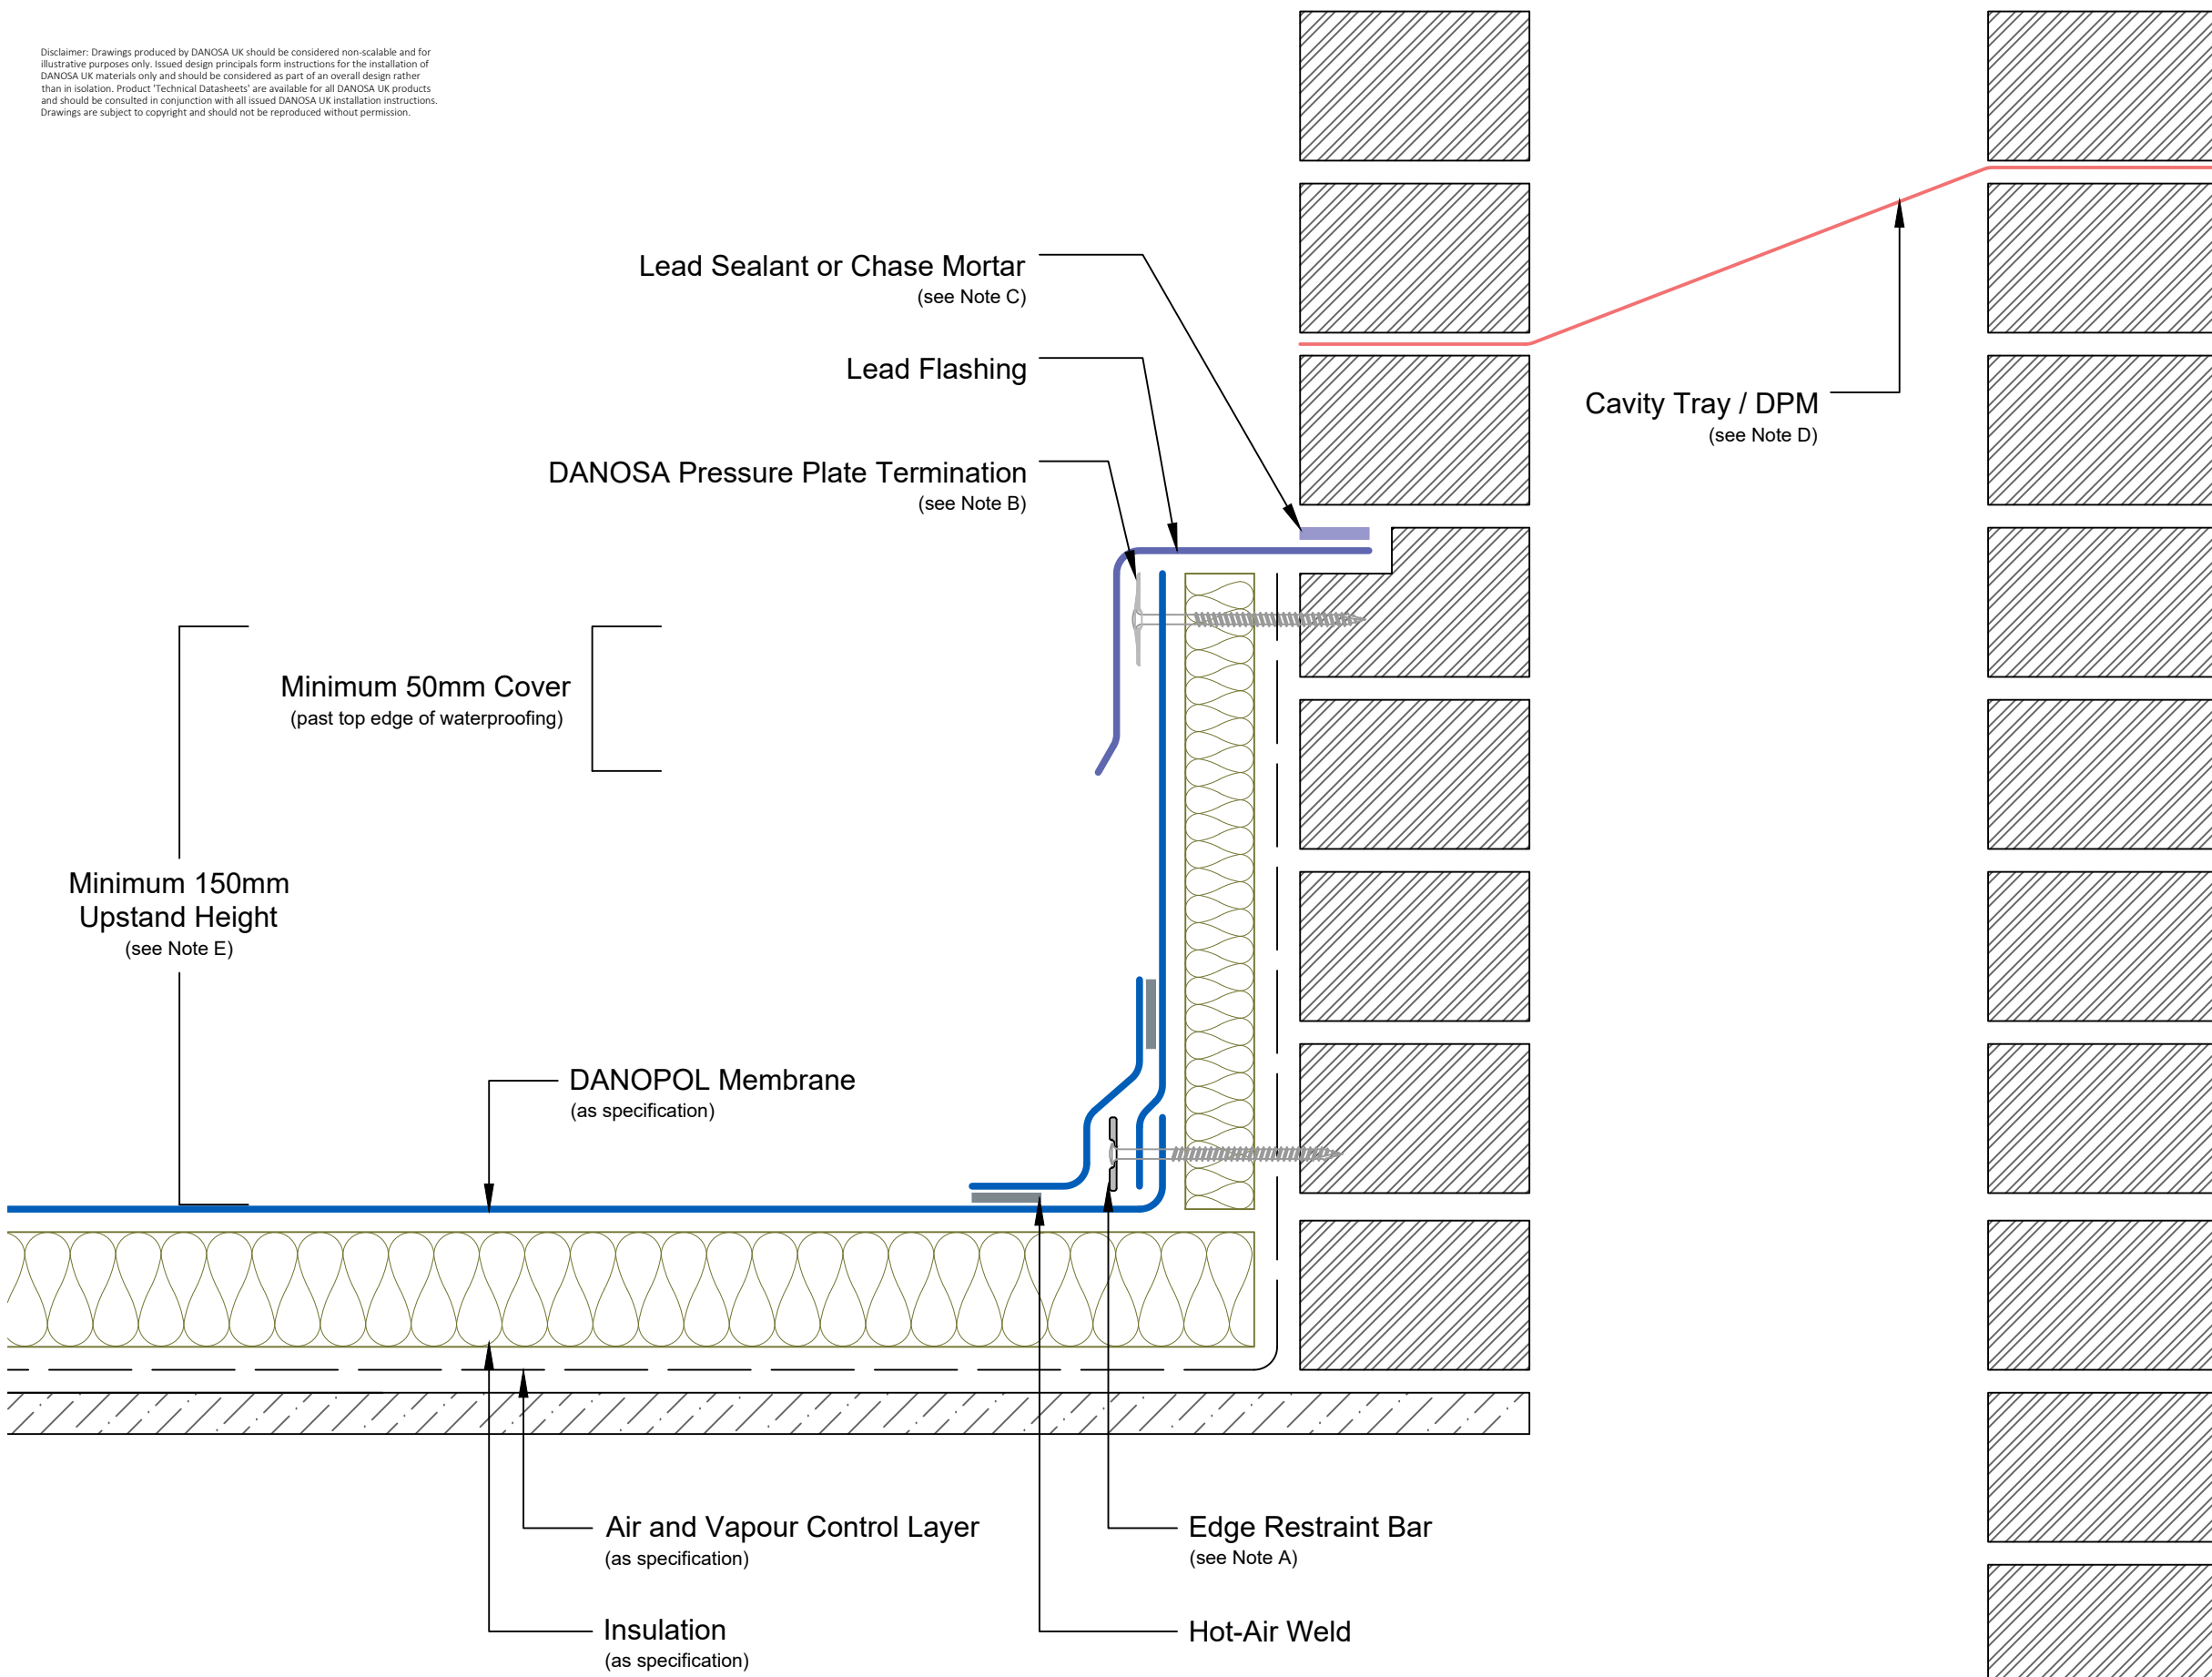 Disclaimer: Drawings produced by DANOSA UK should be considered non-scalable and for
illustrative purposes only. Issued design principals form instructions for the installation of
DANOSA UK materials only and should be considered as part of an overall design rather
than in isolation. Product 'Technical Datasheets' are available for all DANOSA UK products
and should be consulted in conjunction with all issued DANOSA UK installation instructions.
Drawings are subject to copyright and should not be reproduced without permission.
Lead Sealant or Chase Mortar
(see Note C)
Lead Flashing
Cavity Tray / DPM
(see Note D)
DANOSA Pressure Plate Termination
(see Note B)
Minimum 50mm Cover
(past top edge of waterproofing)
Minimum 150mm
Upstand Height
(see Note E)
DANOPOL Membrane
(as specification)
Air and Vapour Control Layer
(as specification)
Edge Restraint Bar
(see Note A)
Insulation
(as specification)
Hot-Air Weld